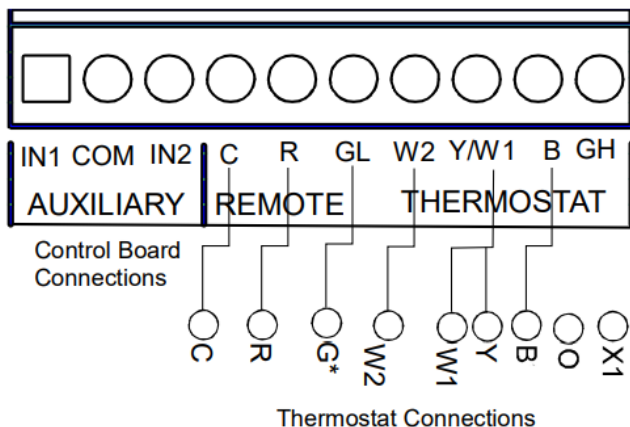 IN1 COM IN2 C R GL W2 Y/W1 B GH
AUXILIARY REMOTE THERMOSTAT
Control Board
Connections
C R G* W2 W1 Y B O X1
Thermostat Connections